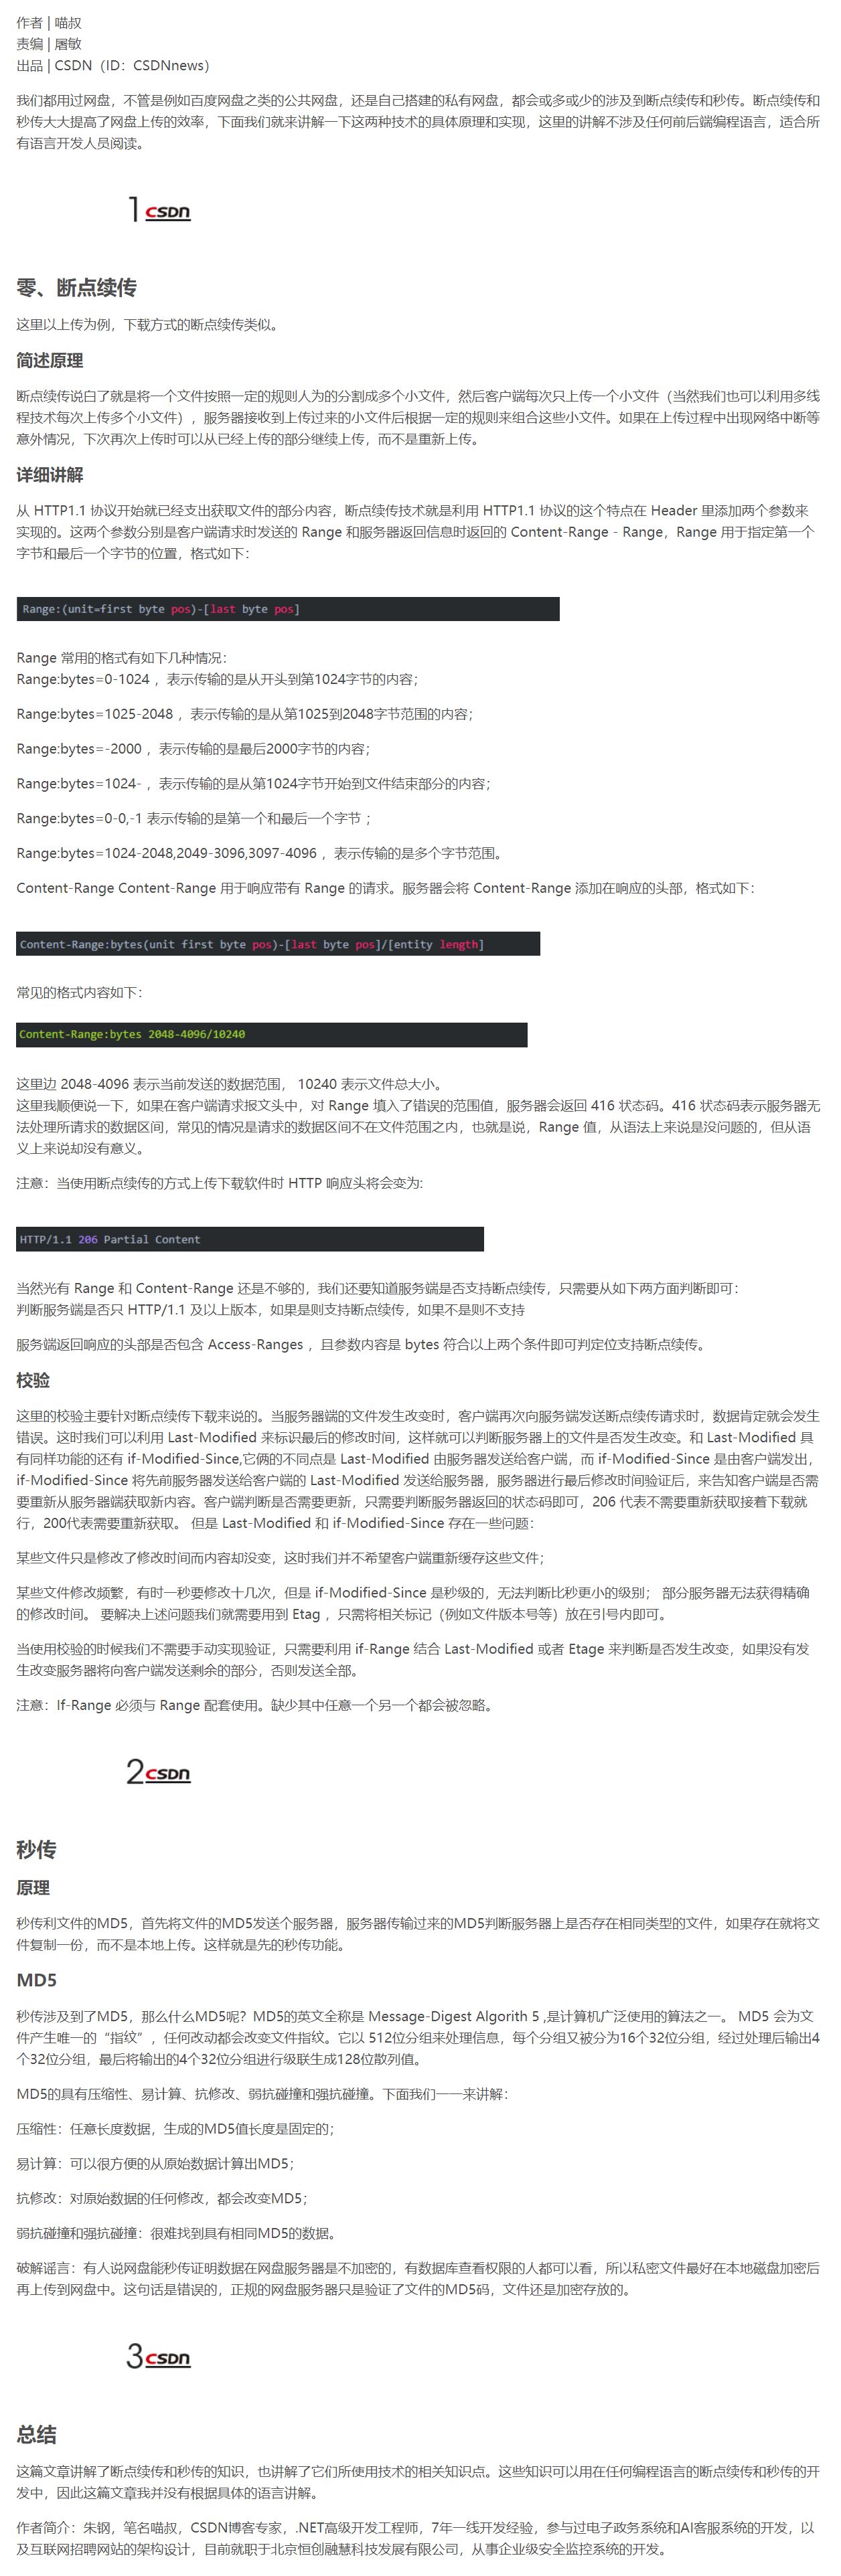 作者 | 喵叔
责编 | 屠敏
出品 | CSDN（ID：CSDNnews）
我们都用过网盘，不管是例如百度网盘之类的公共网盘，还是自己搭建的私有网盘，都会或多或少的涉及到断点续传和秒传。断点续传和
秒传大大提高了网盘上传的效率，下面我们就来讲解一下这两种技术的具体原理和实现，这里的讲解不涉及任何前后端编程语言，适合所
有语言开发人员阅读。
1 CSDN
零、断点续传
这里以上传为例，下载方式的断点续传类似。
简述原理
断点续传说白了就是将一个文件按照一定的规则人为的分割成多个小文件，然后客户端每次只上传一个小文件（当然我们也可以利用多线
程技术每次上传多个小文件），服务器接收到上传过来的小文件后根据一定的规则来组合这些小文件。如果在上传过程中出现网络中断等
意外情况，下次再次上传时可以从已经上传的部分继续上传，而不是重新上传。
详细讲解
从 HTTP1.1 协议开始就已经支出获取文件的部分内容，断点续传技术就是利用 HTTP1.1 协议的这个特点在 Header 里添加两个参数来
实现的。这两个参数分别是客户端请求时发送的 Range 和服务器返回信息时返回的 Content-Range - Range，Range 用于指定第一个
字节和最后一个字节的位置，格式如下：
Range:(unit=first byte pos)-[last byte pos]
Range 常用的格式有如下几种情况：
Range:bytes=0-1024 ，表示传输的是从开头到第1024字节的内容；
Range:bytes=1025-2048 ，表示传输的是从第1025到2048字节范围的内容；
Range:bytes=-2000 ，表示传输的是最后2000字节的内容；
Range:bytes=1024- ，表示传输的是从第1024字节开始到文件结束部分的内容；
Range:bytes=0-0,-1 表示传输的是第一个和最后一个字节 ；
Range:bytes=1024-2048,2049-3096,3097-4096 ，表示传输的是多个字节范围。
Content-Range Content-Range 用于响应带有 Range 的请求。服务器会将 Content-Range 添加在响应的头部，格式如下：
Content-Range:bytes(unit first byte pos)-[last byte pos]/[entity length]
常见的格式内容如下：
Content-Range:bytes 2048-4096/10240
这里边 2048-4096 表示当前发送的数据范围， 10240 表示文件总大小。
这里我顺便说一下，如果在客户端请求报文头中，对 Range 填入了错误的范围值，服务器会返回 416 状态码。416 状态码表示服务器无
法处理所请求的数据区间，常见的情况是请求的数据区间不在文件范围之内，也就是说，Range 值，从语法上来说是没问题的，但从语
义上来说却没有意义。
注意：当使用断点续传的方式上传下载软件时 HTTP 响应头将会变为:
HTTP/1.1 206 Partial Content
当然光有 Range 和 Content-Range 还是不够的，我们还要知道服务端是否支持断点续传，只需要从如下两方面判断即可：
判断服务端是否只 HTTP/1.1 及以上版本，如果是则支持断点续传，如果不是则不支持
服务端返回响应的头部是否包含 Access-Ranges ，且参数内容是 bytes 符合以上两个条件即可判定位支持断点续传。
校验
这里的校验主要针对断点续传下载来说的。当服务器端的文件发生改变时，客户端再次向服务端发送断点续传请求时，数据肯定就会发生
错误。这时我们可以利用 Last-Modified 来标识最后的修改时间，这样就可以判断服务器上的文件是否发生改变。和 Last-Modified 具
有同样功能的还有 if-Modified-Since,它俩的不同点是 Last-Modified 由服务器发送给客户端，而 if-Modified-Since 是由客户端发出，
if-Modified-Since 将先前服务器发送给客户端的 Last-Modified 发送给服务器，服务器进行最后修改时间验证后，来告知客户端是否需
要重新从服务器端获取新内容。客户端判断是否需要更新，只需要判断服务器返回的状态码即可，206 代表不需要重新获取接着下载就
行，200代表需要重新获取。 但是 Last-Modified 和 if-Modified-Since 存在一些问题：
某些文件只是修改了修改时间而内容却没变，这时我们并不希望客户端重新缓存这些文件；
某些文件修改频繁，有时一秒要修改十几次，但是 if-Modified-Since 是秒级的，无法判断比秒更小的级别； 部分服务器无法获得精确
的修改时间。 要解决上述问题我们就需要用到 Etag ，只需将相关标记（例如文件版本号等）放在引号内即可。
当使用校验的时候我们不需要手动实现验证，只需要利用 if-Range 结合 Last-Modified 或者 Etage 来判断是否发生改变，如果没有发
生改变服务器将向客户端发送剩余的部分，否则发送全部。
注意：If-Range 必须与 Range 配套使用。缺少其中任意一个另一个都会被忽略。
2 CSDN
秒传
原理
秒传利文件的MD5，首先将文件的MD5发送个服务器，服务器传输过来的MD5判断服务器上是否存在相同类型的文件，如果存在就将文
件复制一份，而不是本地上传。这样就是先的秒传功能。
MD5
秒传涉及到了MD5，那么什么MD5呢？MD5的英文全称是 Message-Digest Algorith 5 ,是计算机广泛使用的算法之一。 MD5 会为文
件产生唯一的“指纹”，任何改动都会改变文件指纹。它以 512位分组来处理信息，每个分组又被分为16个32位分组，经过处理后输出4
个32位分组，最后将输出的4个32位分组进行级联生成128位散列值。
MD5的具有压缩性、易计算、抗修改、弱抗碰撞和强抗碰撞。下面我们一一来讲解：
压缩性：任意长度数据，生成的MD5值长度是固定的；
易计算：可以很方便的从原始数据计算出MD5；
抗修改：对原始数据的任何修改，都会改变MD5；
弱抗碰撞和强抗碰撞：很难找到具有相同MD5的数据。
破解谣言：有人说网盘能秒传证明数据在网盘服务器是不加密的，有数据库查看权限的人都可以看，所以私密文件最好在本地磁盘加密后
再上传到网盘中。这句话是错误的，正规的网盘服务器只是验证了文件的MD5码，文件还是加密存放的。
3 CSDN
总结
这篇文章讲解了断点续传和秒传的知识，也讲解了它们所使用技术的相关知识点。这些知识可以用在任何编程语言的断点续传和秒传的开
发中，因此这篇文章我并没有根据具体的语言讲解。
作者简介：朱钢，笔名喵叔，CSDN博客专家，.NET高级开发工程师，7年一线开发经验，参与过电子政务系统和AI客服系统的开发，以
及互联网招聘网站的架构设计，目前就职于北京恒创融慧科技发展有限公司，从事企业级安全监控系统的开发。